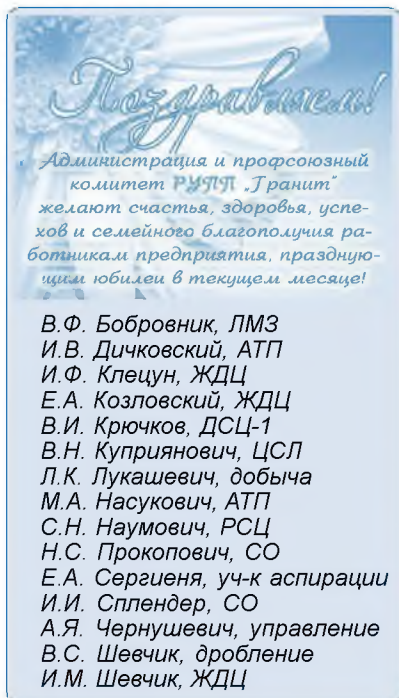 Поздравляем!
Администрация и профсоюзный
комитет РУПП „Гранит"
желают счастья, здоровья, успе-
хов и семейного благополучия ра-
ботникам предприятия, праздную-
щим юбилеи в текущем месяце!
В.Ф. Бобровник, ЛМЗ
И.В. Дичковский, АТП
И.Ф. Клецун, ЖДЦ
Е.А. Козловский, ЖДЦ
В.И. Крючков, ДСЦ-1
В.Н. Куприянович, ЦСЛ
Л.К. Лукашевич, добыча
М.А. Насукович, АТП
С.Н. Наумович, РСЦ
Н.С. Прокопович, СО
Е.А. Сергиеня, уч-к аспирации
И.И. Сплендер, СО
А.Я. Чернушевич, управление
В.С. Шевчик, дробление
И.М. Шевчик, ЖДЦ